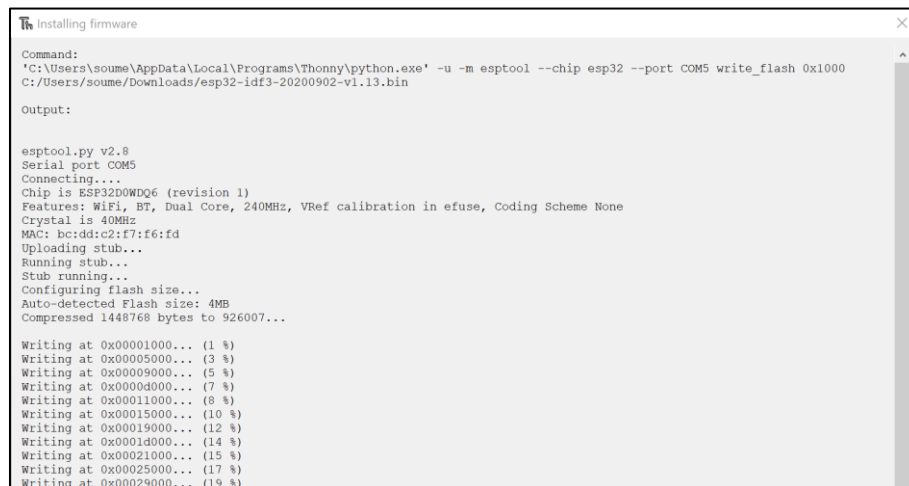 Th Installing firmware
Command:
'C:\Users\soume\AppData\Local\Programs\Thonny\python.exe' -u -m esptool --chip esp32 --port COM5 write_flash 0x1000
C:/Users/soume/Downloads/esp32-idf3-20200902-v1.13.bin
Output:
esptool.py v2.8
Serial port COM5
Connecting....
Chip is ESP32D0WDQ6 (revision 1)
Features: WiFi, BT, Dual Core, 240MHz, VRef calibration in efuse, Coding Scheme None
Crystal is 40MHz
MAC: bc:dd:c2:f7:f6:fd
Uploading stub...
Running stub...
Stub running...
Configuring flash size...
Auto-detected Flash size: 4MB
Compressed 1448768 bytes to 926007...
Writing at 0x00001000... (1 %)
Writing at 0x00005000... (3 %)
Writing at 0x00009000... (5 %)
Writing at 0x0000d000... (7 %)
Writing at 0x00011000... (8 %)
Writing at 0x00015000... (10 %)
Writing at 0x00019000... (12 %)
Writing at 0x0001d000... (14 %)
Writing at 0x00021000... (15 %)
Writing at 0x00025000... (17 %)
Writing at 0x00029000... (19 %)